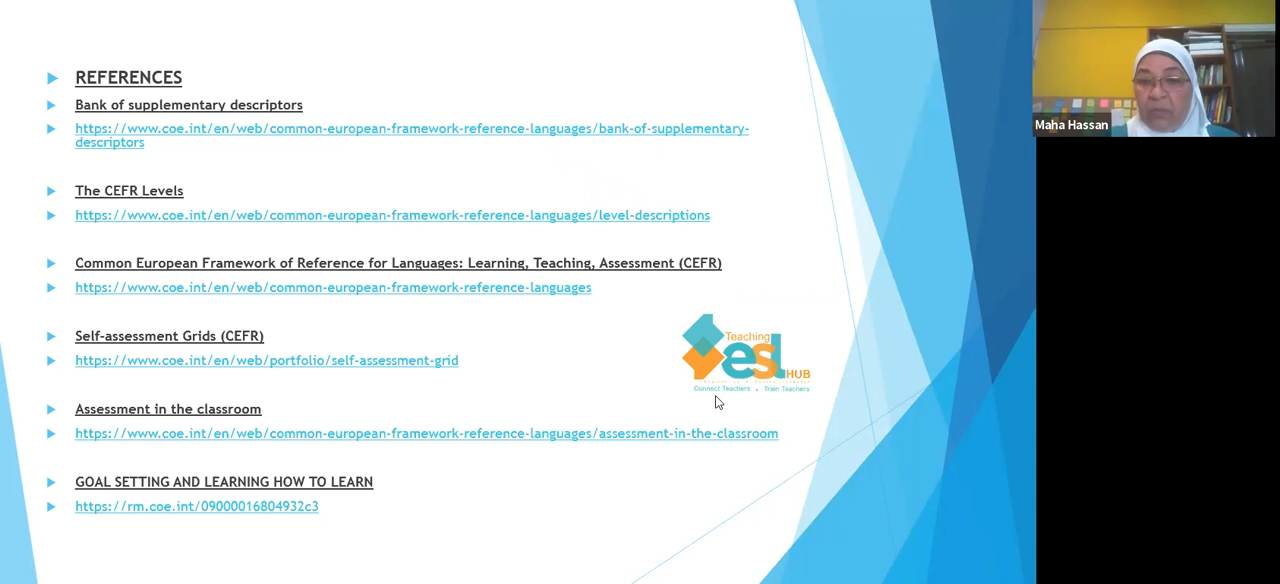 REFERENCES
Bank of supplementary descriptors
https://www.coe.int/en/web/common-european-framework-reference-languages/bank-of-supplementary-
descriptors
The CEFR Levels
https://www.coe.int/en/web/common-european-framework-reference-languages/level-descriptions
Common European Framework of Reference for Languages: Learning, Teaching, Assessment (CEFR)
https://www.coe.int/en/web/common-european-framework-reference-languages
Self-assessment Grids (CEFR)
https://www.coe.int/en/web/portfolio/self-assessment-grid
Assessment in the classroom
https://www.coe.int/en/web/common-european-framework-reference-languages/assessment-in-the-classroom
GOAL SETTING AND LEARNING HOW TO LEARN
https://rm.coe.int/09000016804932c3
Teaching
esl
HUB
Connect Teachers . Train Teachers
Maha Hassan